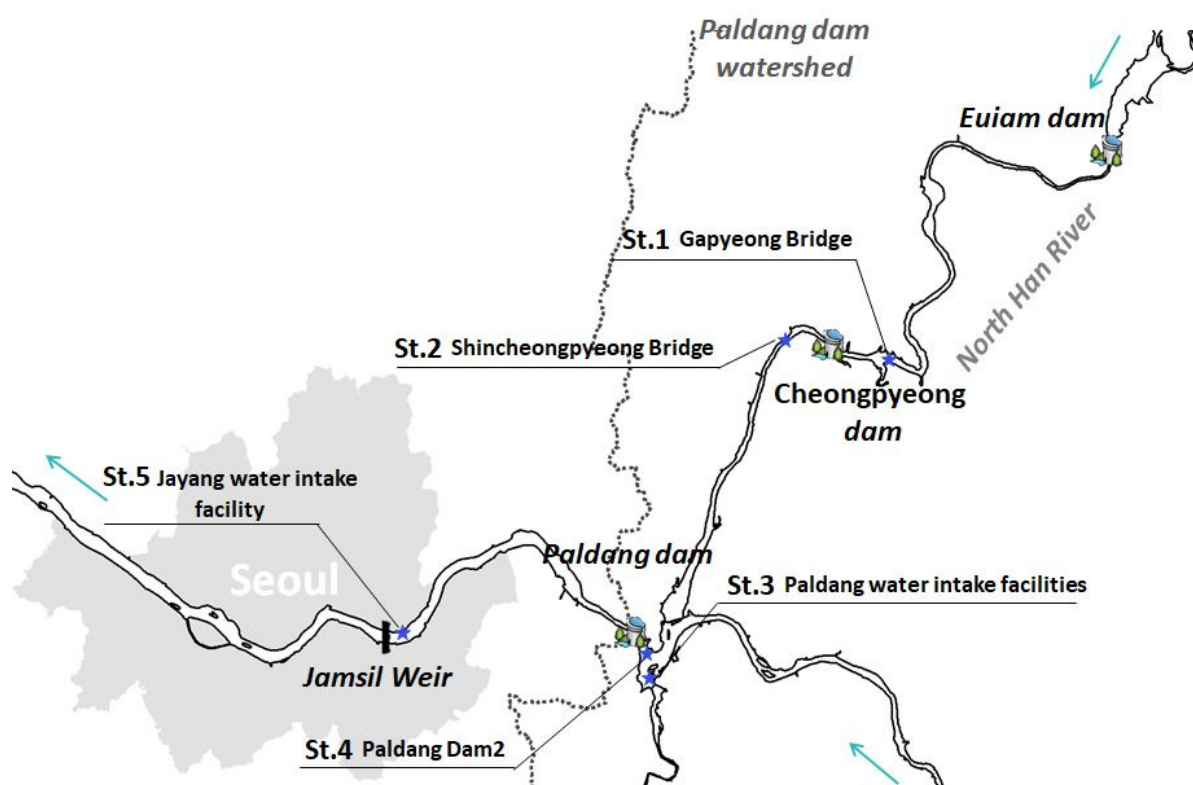 Paldang dam
watershed
Euiam dam
St.1 Gapyeong Bridge
North Han River
St.2 Shincheongpyeong Bridge
Cheongpyeong
dam
St.5 Jayang water intake
facility
Paldang dam
Seoul
St.3 Paldang water intake facilities
Jamsil Weir
St.4 Paldang Dam2